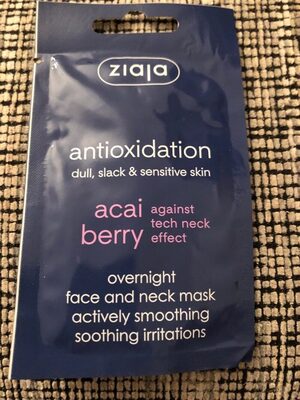 ziaja
antioxidation
dull, slack & sensitive skin
acai berry
against
tech neck
effect
overnight
face and neck mask
actively smoothing
soothing irritations